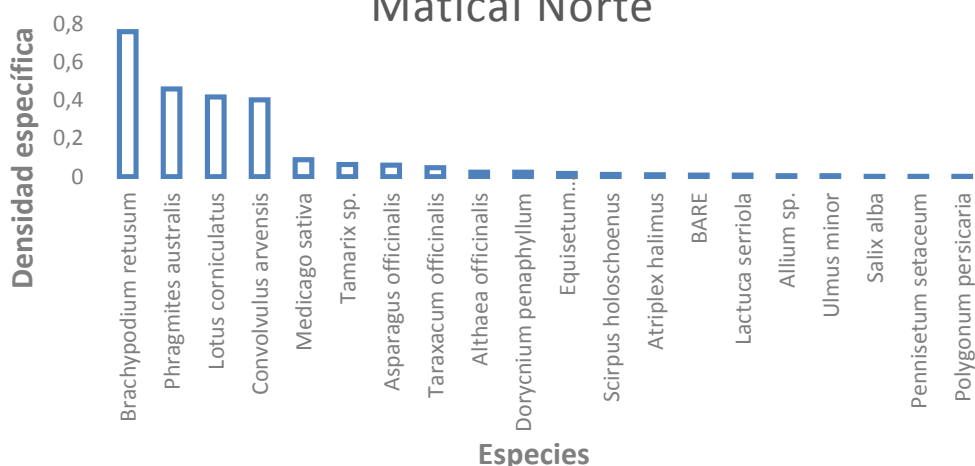 Matical Norte
Densidad específica
0,8
0,6
0,4
0,2
0
Brachypodium retusum
Phragmites australis
Lotus corniculatus
Convolvulus arvensis
Medicago sativa
Tamarix sp.
Asparagus officinalis
Taraxacum officinalis
Althaea officinalis
Dorycnium penaphyllum
Equisetum...
Scirpus holoschoenus
Atriplex halimus
BARE
Lactuca serriola
Allium sp.
Ulmus minor
Salix alba
Pennisetum setaceum
Polygonum persicaria
Especies